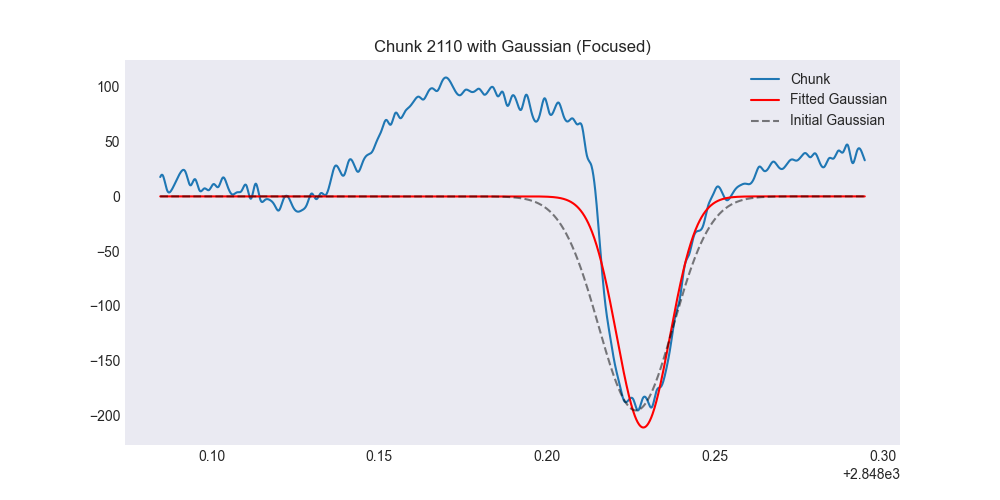 Chunk 2110 with Gaussian (Focused)
Chunk
Fitted Gaussian
Initial Gaussian
100
50
0
−50
−100
−150
−200
0.10 0.15 0.20 0.25 0.30
+2.848e3